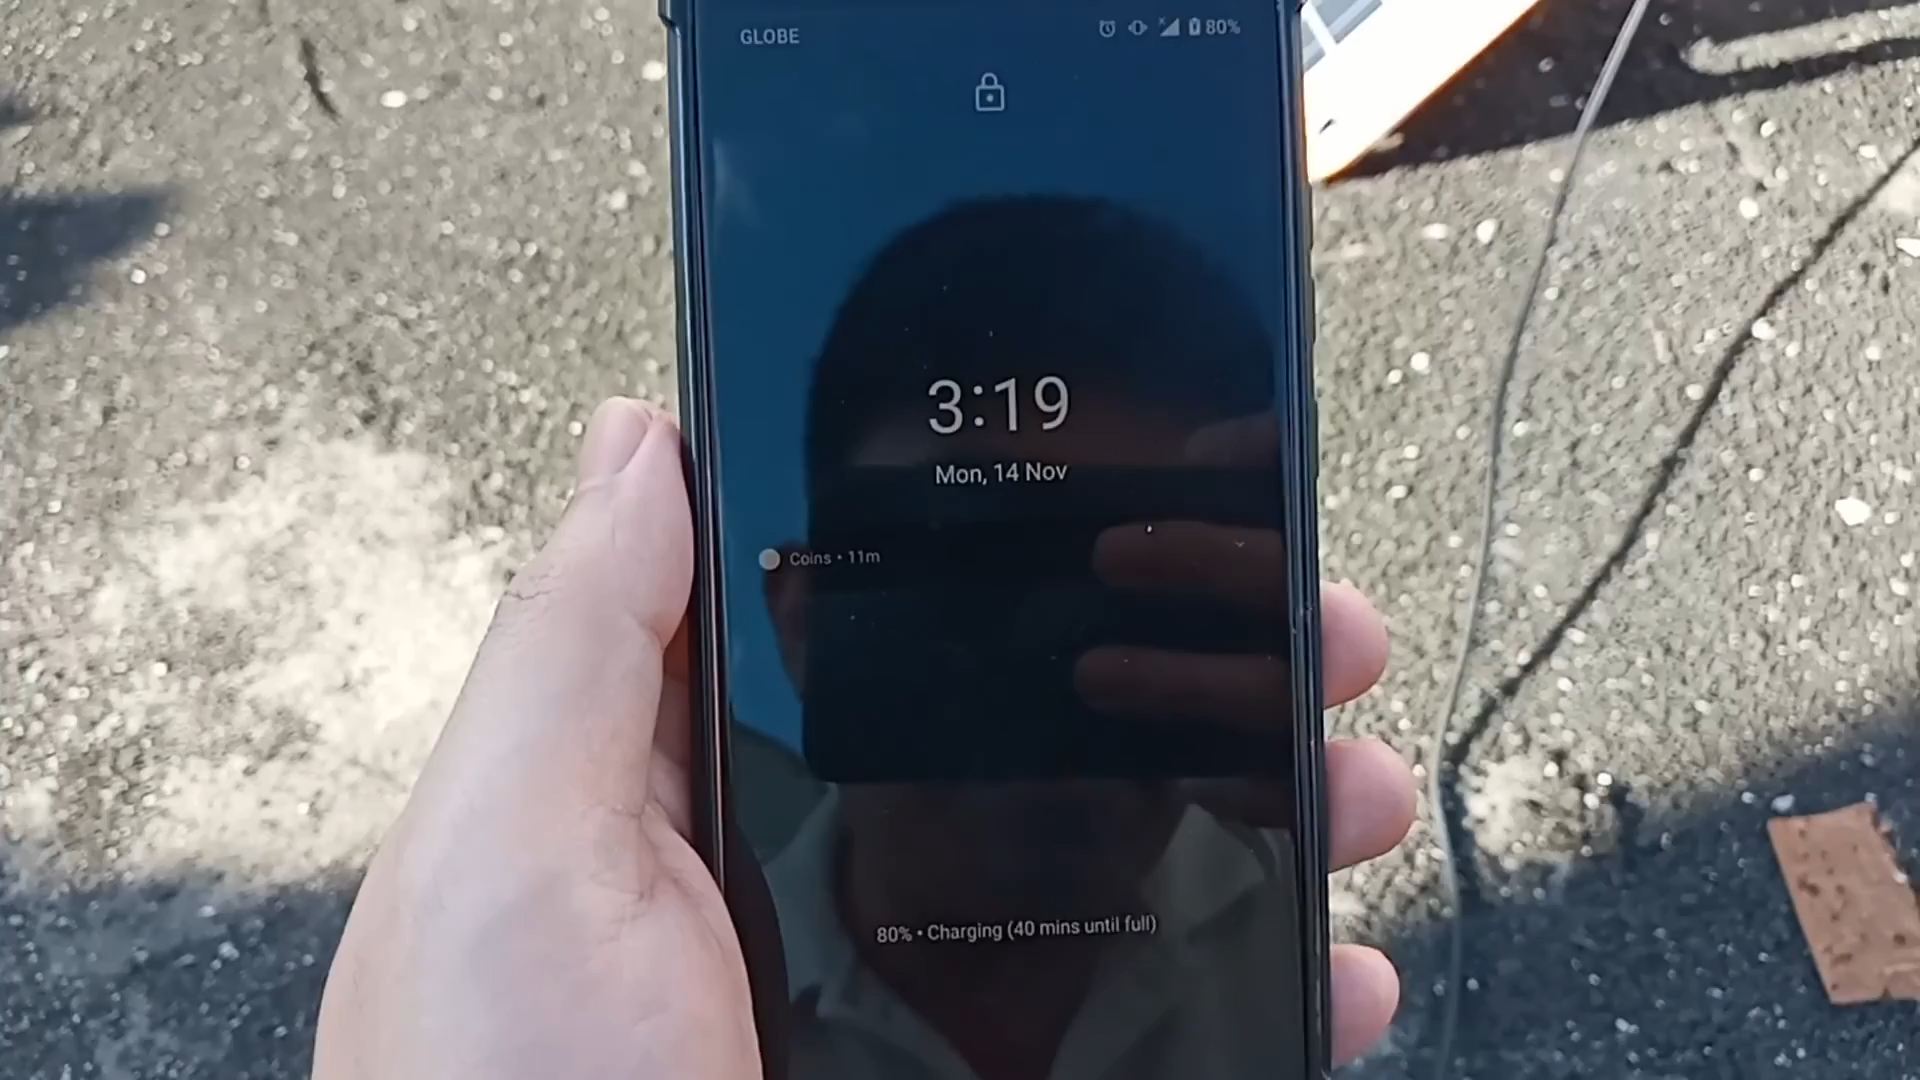 GLOBE
80%
3:19
Mon, 14 Nov
Coins • 11m
80% • Charging (40 mins until full)